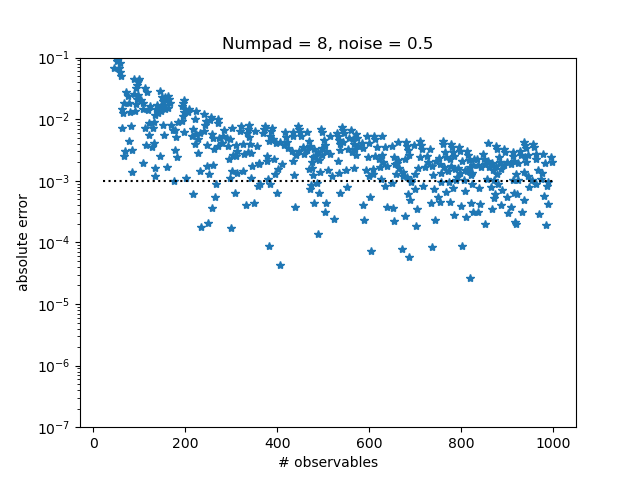 Numpad = 8, noise = 0.5
absolute error
10⁻¹
10⁻²
10⁻³
10⁻⁴
10⁻⁵
10⁻⁶
10⁻⁷
0 200 400 600 800 1000
# observables